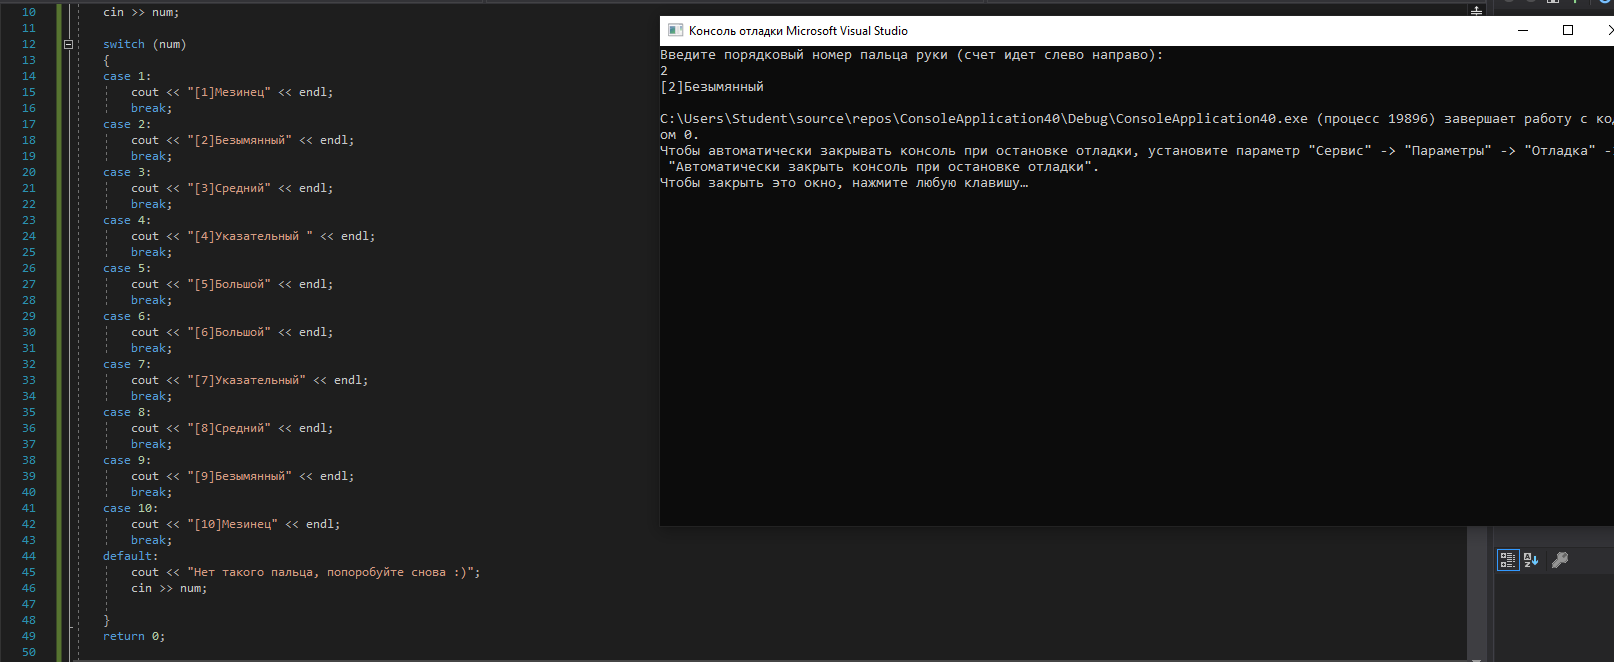 10 cin >> num;
11
12 switch (num)
13 {
14 case 1:
15 cout << "[1]Мезинец" << endl;
16 break;
17 case 2:
18 cout << "[2]Безымянный" << endl;
19 break;
20 case 3:
21 cout << "[3]Средний" << endl;
22 break;
23 case 4:
24 cout << "[4]Указательный " << endl;
25 break;
26 case 5:
27 cout << "[5]Большой" << endl;
28 break;
29 case 6:
30 cout << "[6]Большой" << endl;
31 break;
32 case 7:
33 cout << "[7]Указательный" << endl;
34 break;
35 case 8:
36 cout << "[8]Средний" << endl;
37 break;
38 case 9:
39 cout << "[9]Безымянный" << endl;
40 break;
41 case 10:
42 cout << "[10]Мезинец" << endl;
43 break;
44 default:
45 cout << "Нет такого пальца, попоробуйте снова :)";
46 cin >> num;
47
48 }
49 return 0;
50
Консоль отладки Microsoft Visual Studio
Введите порядковый номер пальца руки (счет идет слево направо):
2
[2]Безымянный
C:\Users\Student\source\repos\ConsoleApplication40\Debug\ConsoleApplication40.exe (процесс 19896) завершает работу с код
ом 0.
Чтобы автоматически закрывать консоль при остановке отладки, установите параметр "Сервис" -> "Параметры" -> "Отладка" -
"Автоматически закрыть консоль при остановке отладки".
Чтобы закрыть это окно, нажмите любую клавишу…